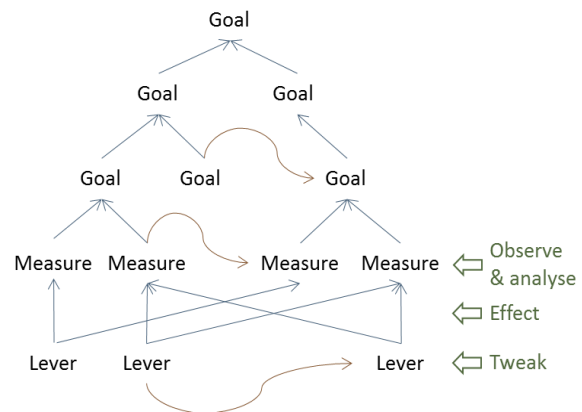 Goal
Goal Goal
Goal Goal Goal
Measure Measure Measure Measure
Observe
& analyse
Effect
Lever Lever Lever
Tweak